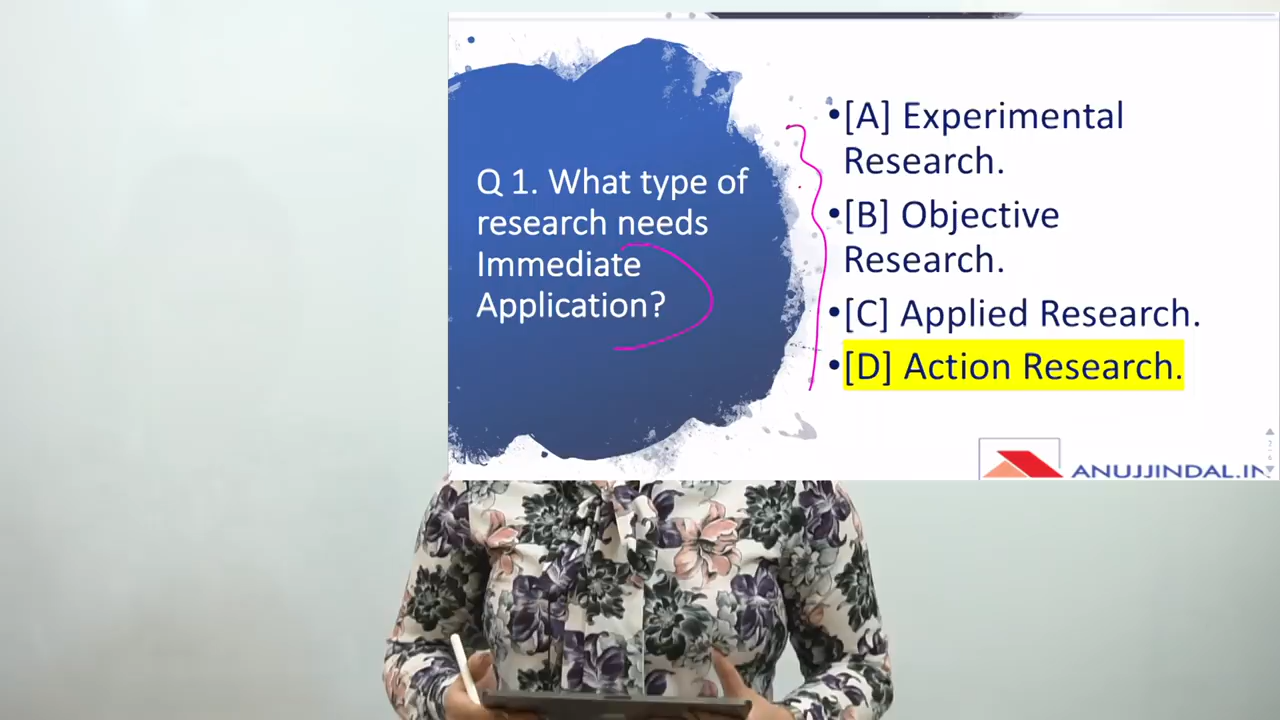 Q 1. What type of
research needs
Immediate
Application?
•[A] Experimental
Research.
•[B] Objective
Research.
•[C] Applied Research.
•[D] Action Research.
ANUJJINDAL.IN